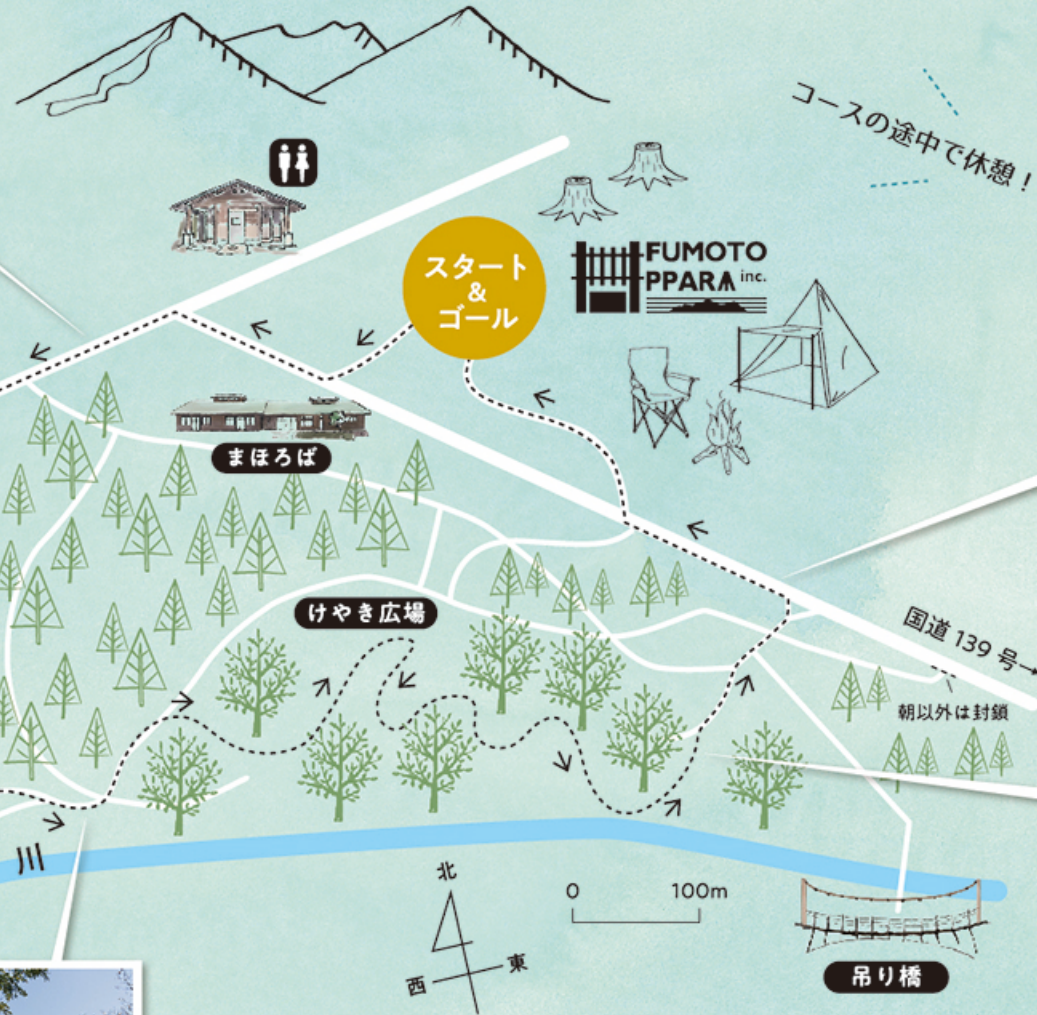 コースの途中で休憩！
スタート
&
ゴール
FUMOTO
PPARA inc.
まほろば
けやき広場
国道 139 号→
朝以外は封鎖
川
北
西
東
0
100m
吊り橋